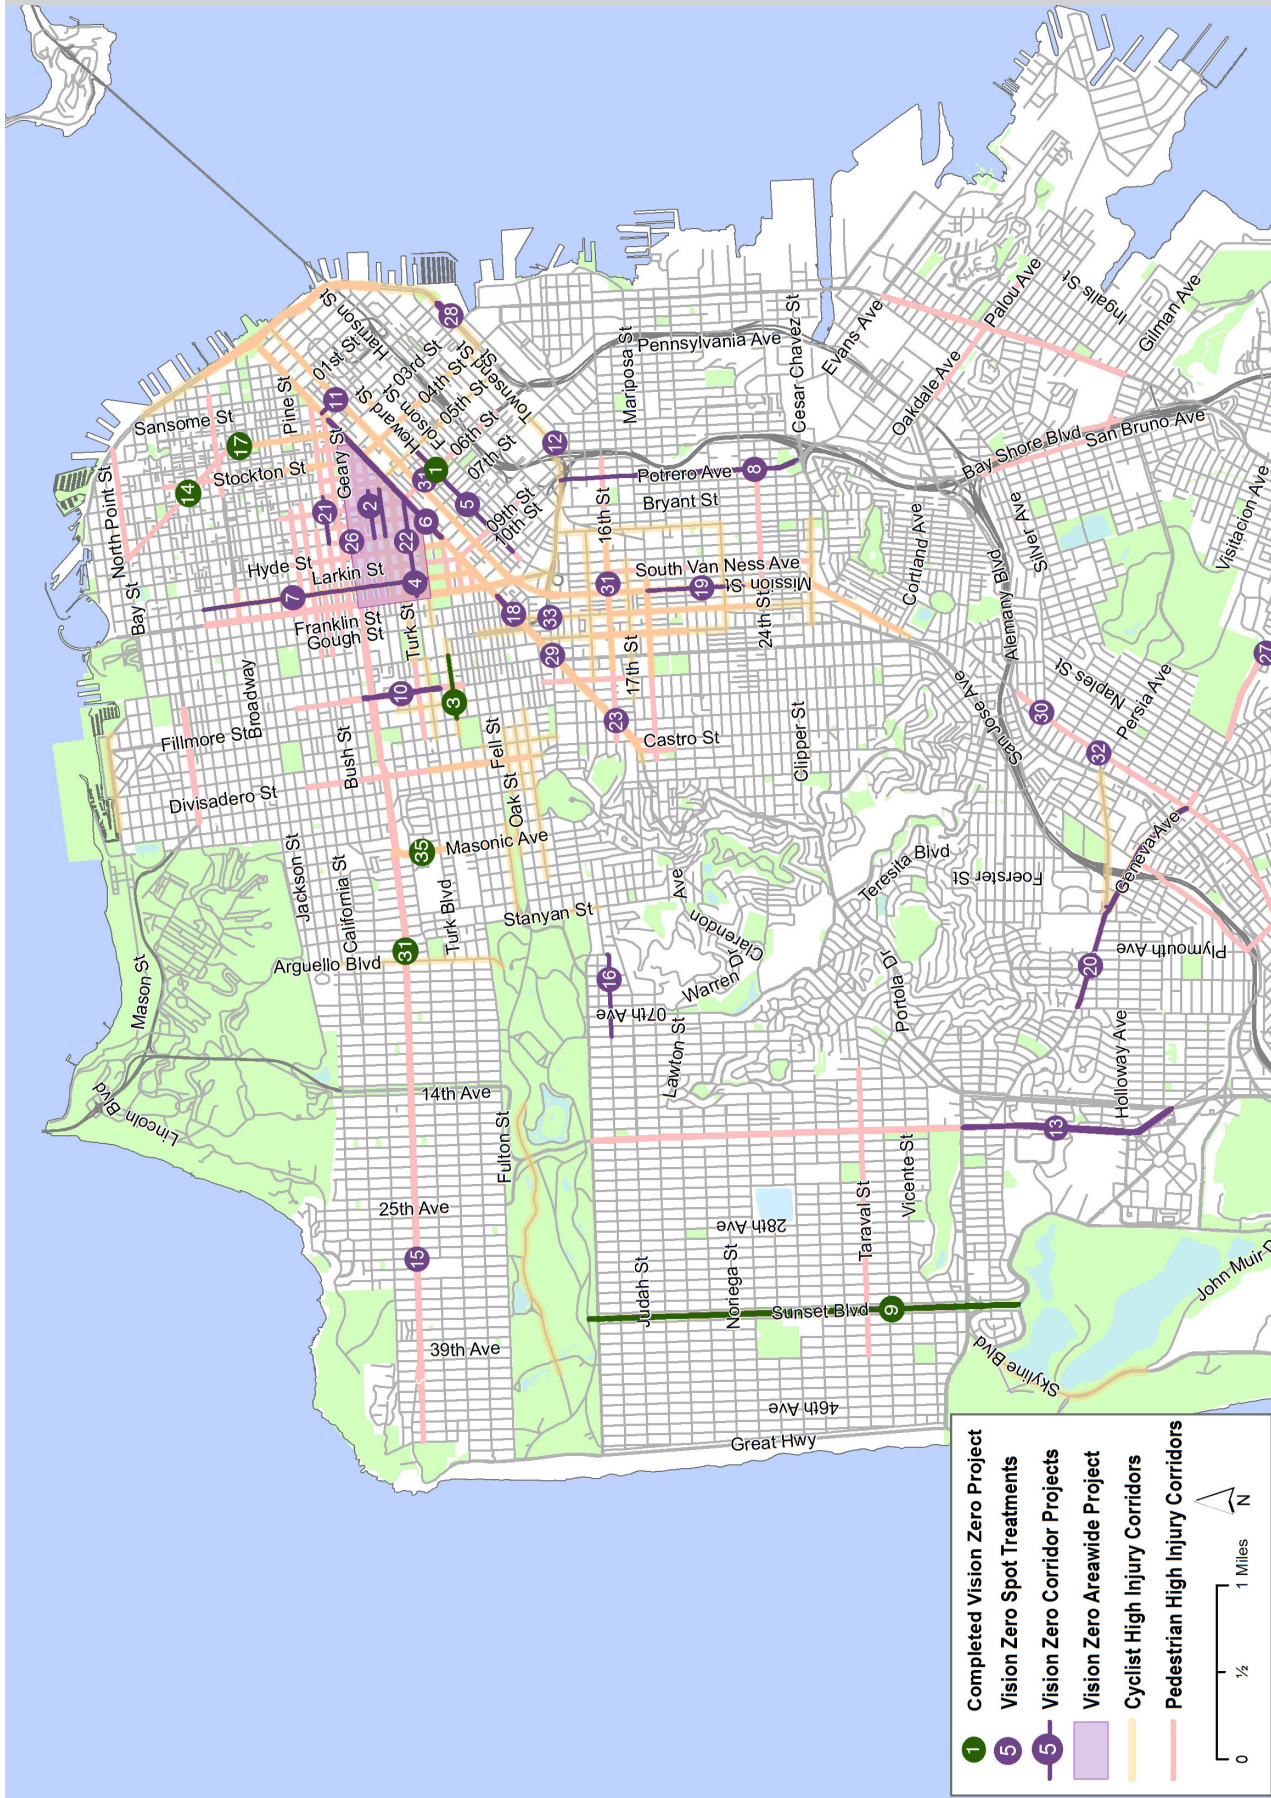 North Point St
Bay St
Sansome St
17
14
Stockton St
Pine St
01st St
Harrison St
11
28
Geary St
Howard St
Folsom St
03rd St
04th St
05th St
06th St
07th St
Townsend St
1
34
5
12
09th St
10th St
2
21
26
6
22
4
7
Hyde St
Larkin St
Franklin St
Gough St
Turk St
Broadway
Fillmore St
Divisadero St
Bush St
10
3
18
33
29
Fell St
Oak St
Mariposa St
Pennsylvania Ave
Cesar Chavez St
Evans Ave
Potrero Ave
8
Bryant St
16th St
South Van Ness Ave
31
19
Mission St
17th St
24th St
23
Castro St
Clipper St
Oakdale Ave
Palou Ave
Ingalls St
Gilman Ave
Bay Shore Blvd
San Bruno Ave
Silver Ave
Visitacion Ave
Cortland Ave
Alemany Blvd
San Jose Ave
Naples St
Persia Ave
27
30
32
Geneva Ave
Plymouth Ave
20
Holloway Ave
13
Foerster St
Teresita Blvd
Portola Dr
Clarendon
Ave
Warren Dr
07th Ave
16
Lawton St
Stanyan St
Masonic Ave
35
Turk Blvd
Jackson St
California St
Arguello Blvd
31
Mason St
Lincoln Blvd
14th Ave
Fulton St
25th Ave
15
39th Ave
28th Ave
Judah St
Noriega St
Taraval St
Vicente St
Sunset Blvd
9
46th Ave
Great Hwy
Skyline Blvd
John Muir D
1 Completed Vision Zero Project
5 Vision Zero Spot Treatments
5 Vision Zero Corridor Projects
Vision Zero Areawide Project
Cyclist High Injury Corridors
Pedestrian High Injury Corridors
0 ½ 1 Miles
N